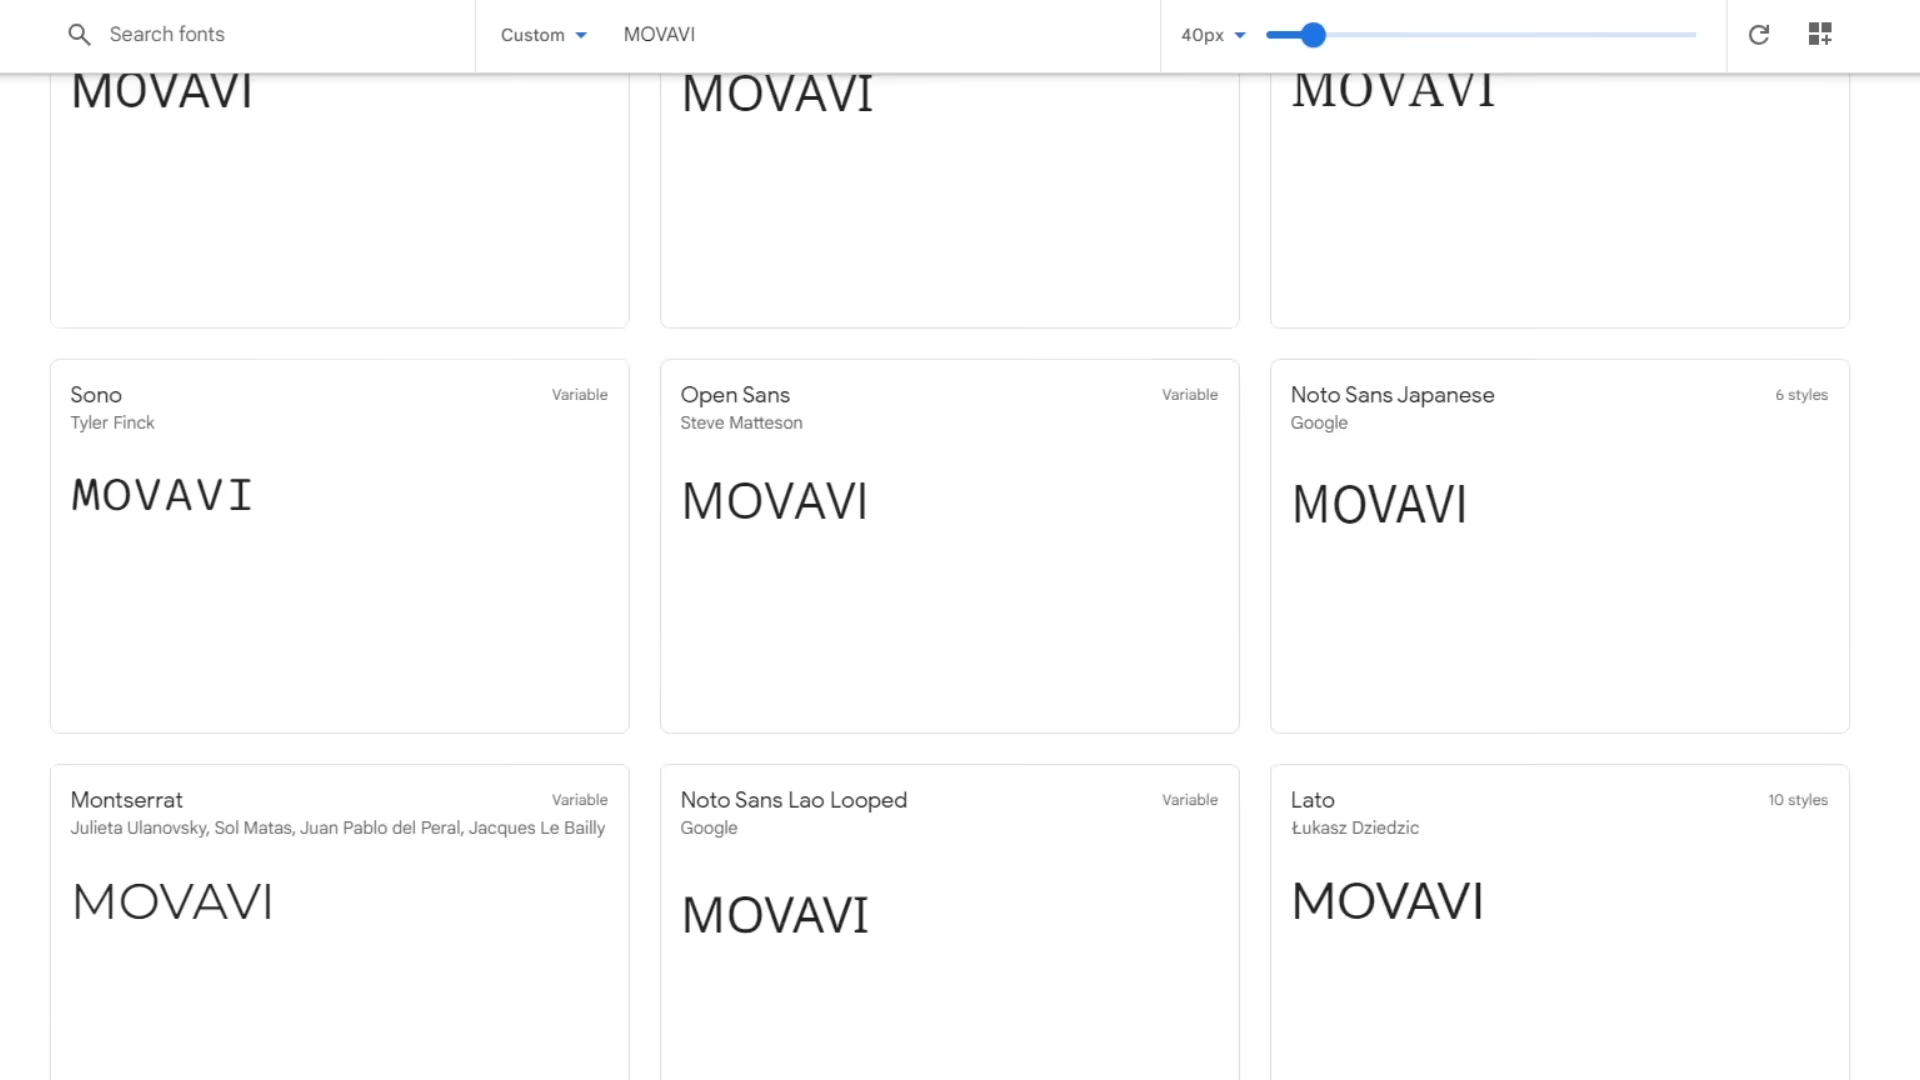 Search fonts
Custom
MOVAVI
40px
MOVAVI
MOVAVI
MOVAVI
Sono
Variable
Tyler Finck
MOVAVI
Open Sans
Variable
Steve Matteson
MOVAVI
Noto Sans Japanese
6 styles
Google
MOVAVI
Montserrat
Variable
Julieta Ulanovsky, Sol Matas, Juan Pablo del Peral, Jacques Le Bailly
MOVAVI
Noto Sans Lao Looped
Variable
Google
MOVAVI
Lato
10 styles
Łukasz Dziedzic
MOVAVI